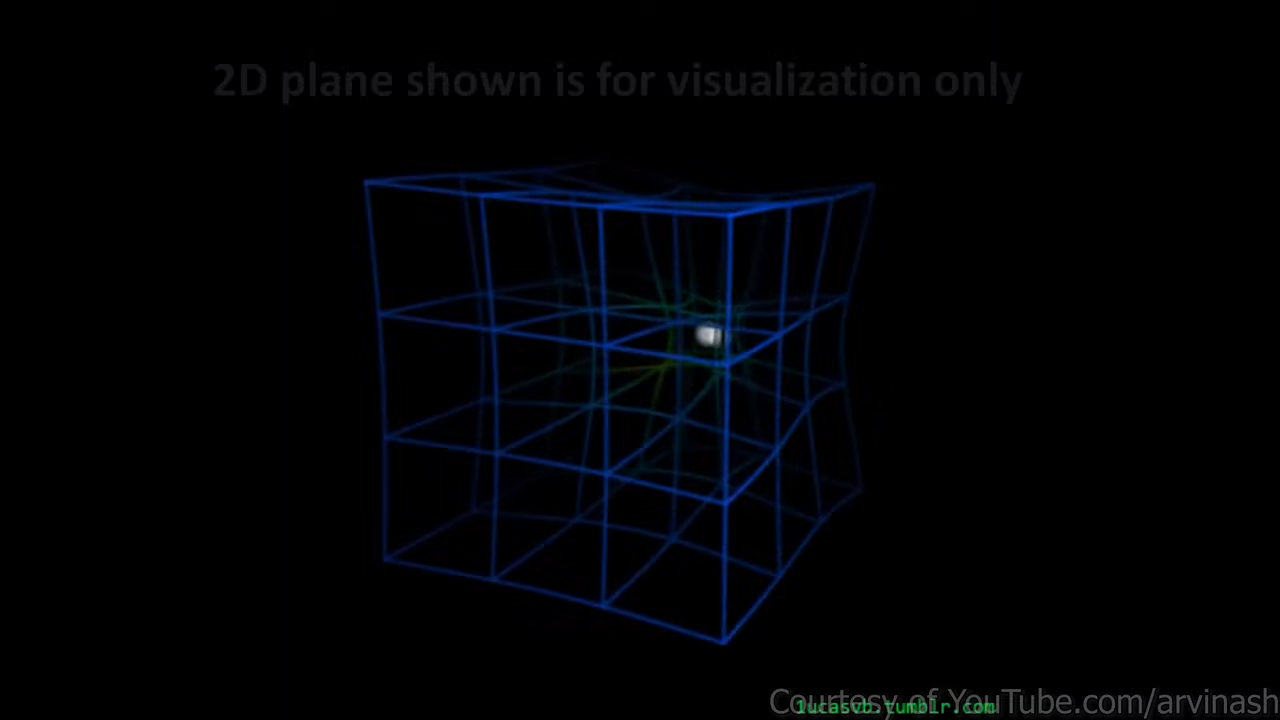 2D plane shown is for visualization only
Courtesy of YouTube.com/arvinash
lucasvb.tumblr.com